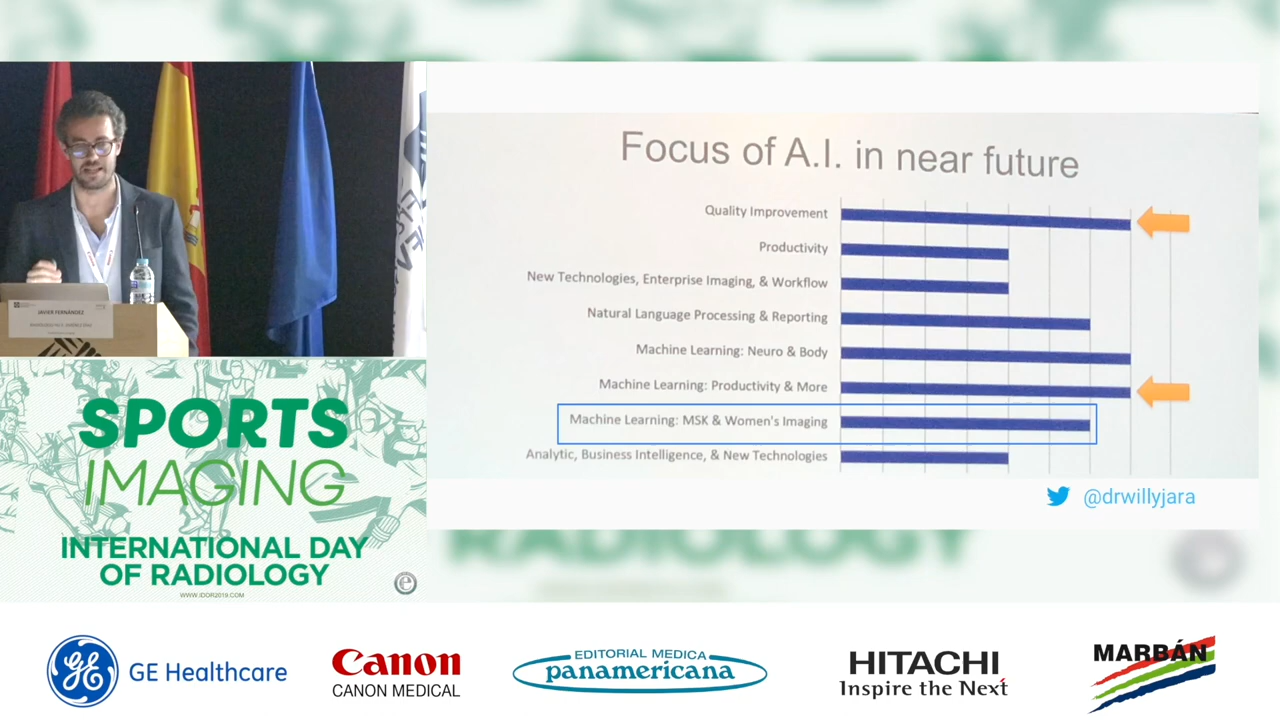 Focus of A.I. in near future
Quality Improvement
Productivity
New Technologies, Enterprise Imaging, & Workflow
Natural Language Processing & Reporting
Machine Learning: Neuro & Body
Machine Learning: Productivity & More
Machine Learning: MSK & Women's Imaging
Analytic, Business Intelligence, & New Technologies
@drwillyjara
JAVIER FERNÁNDEZ
SPORTS
IMAGING
INTERNATIONAL DAY
OF RADIOLOGY
WWW.IDOR2019.COM
RADIOLOGY
GE GE Healthcare
Canon
CANON MEDICAL
EDITORIAL MEDICA
panamericana
HITACHI
Inspire the Next
MARBÁN